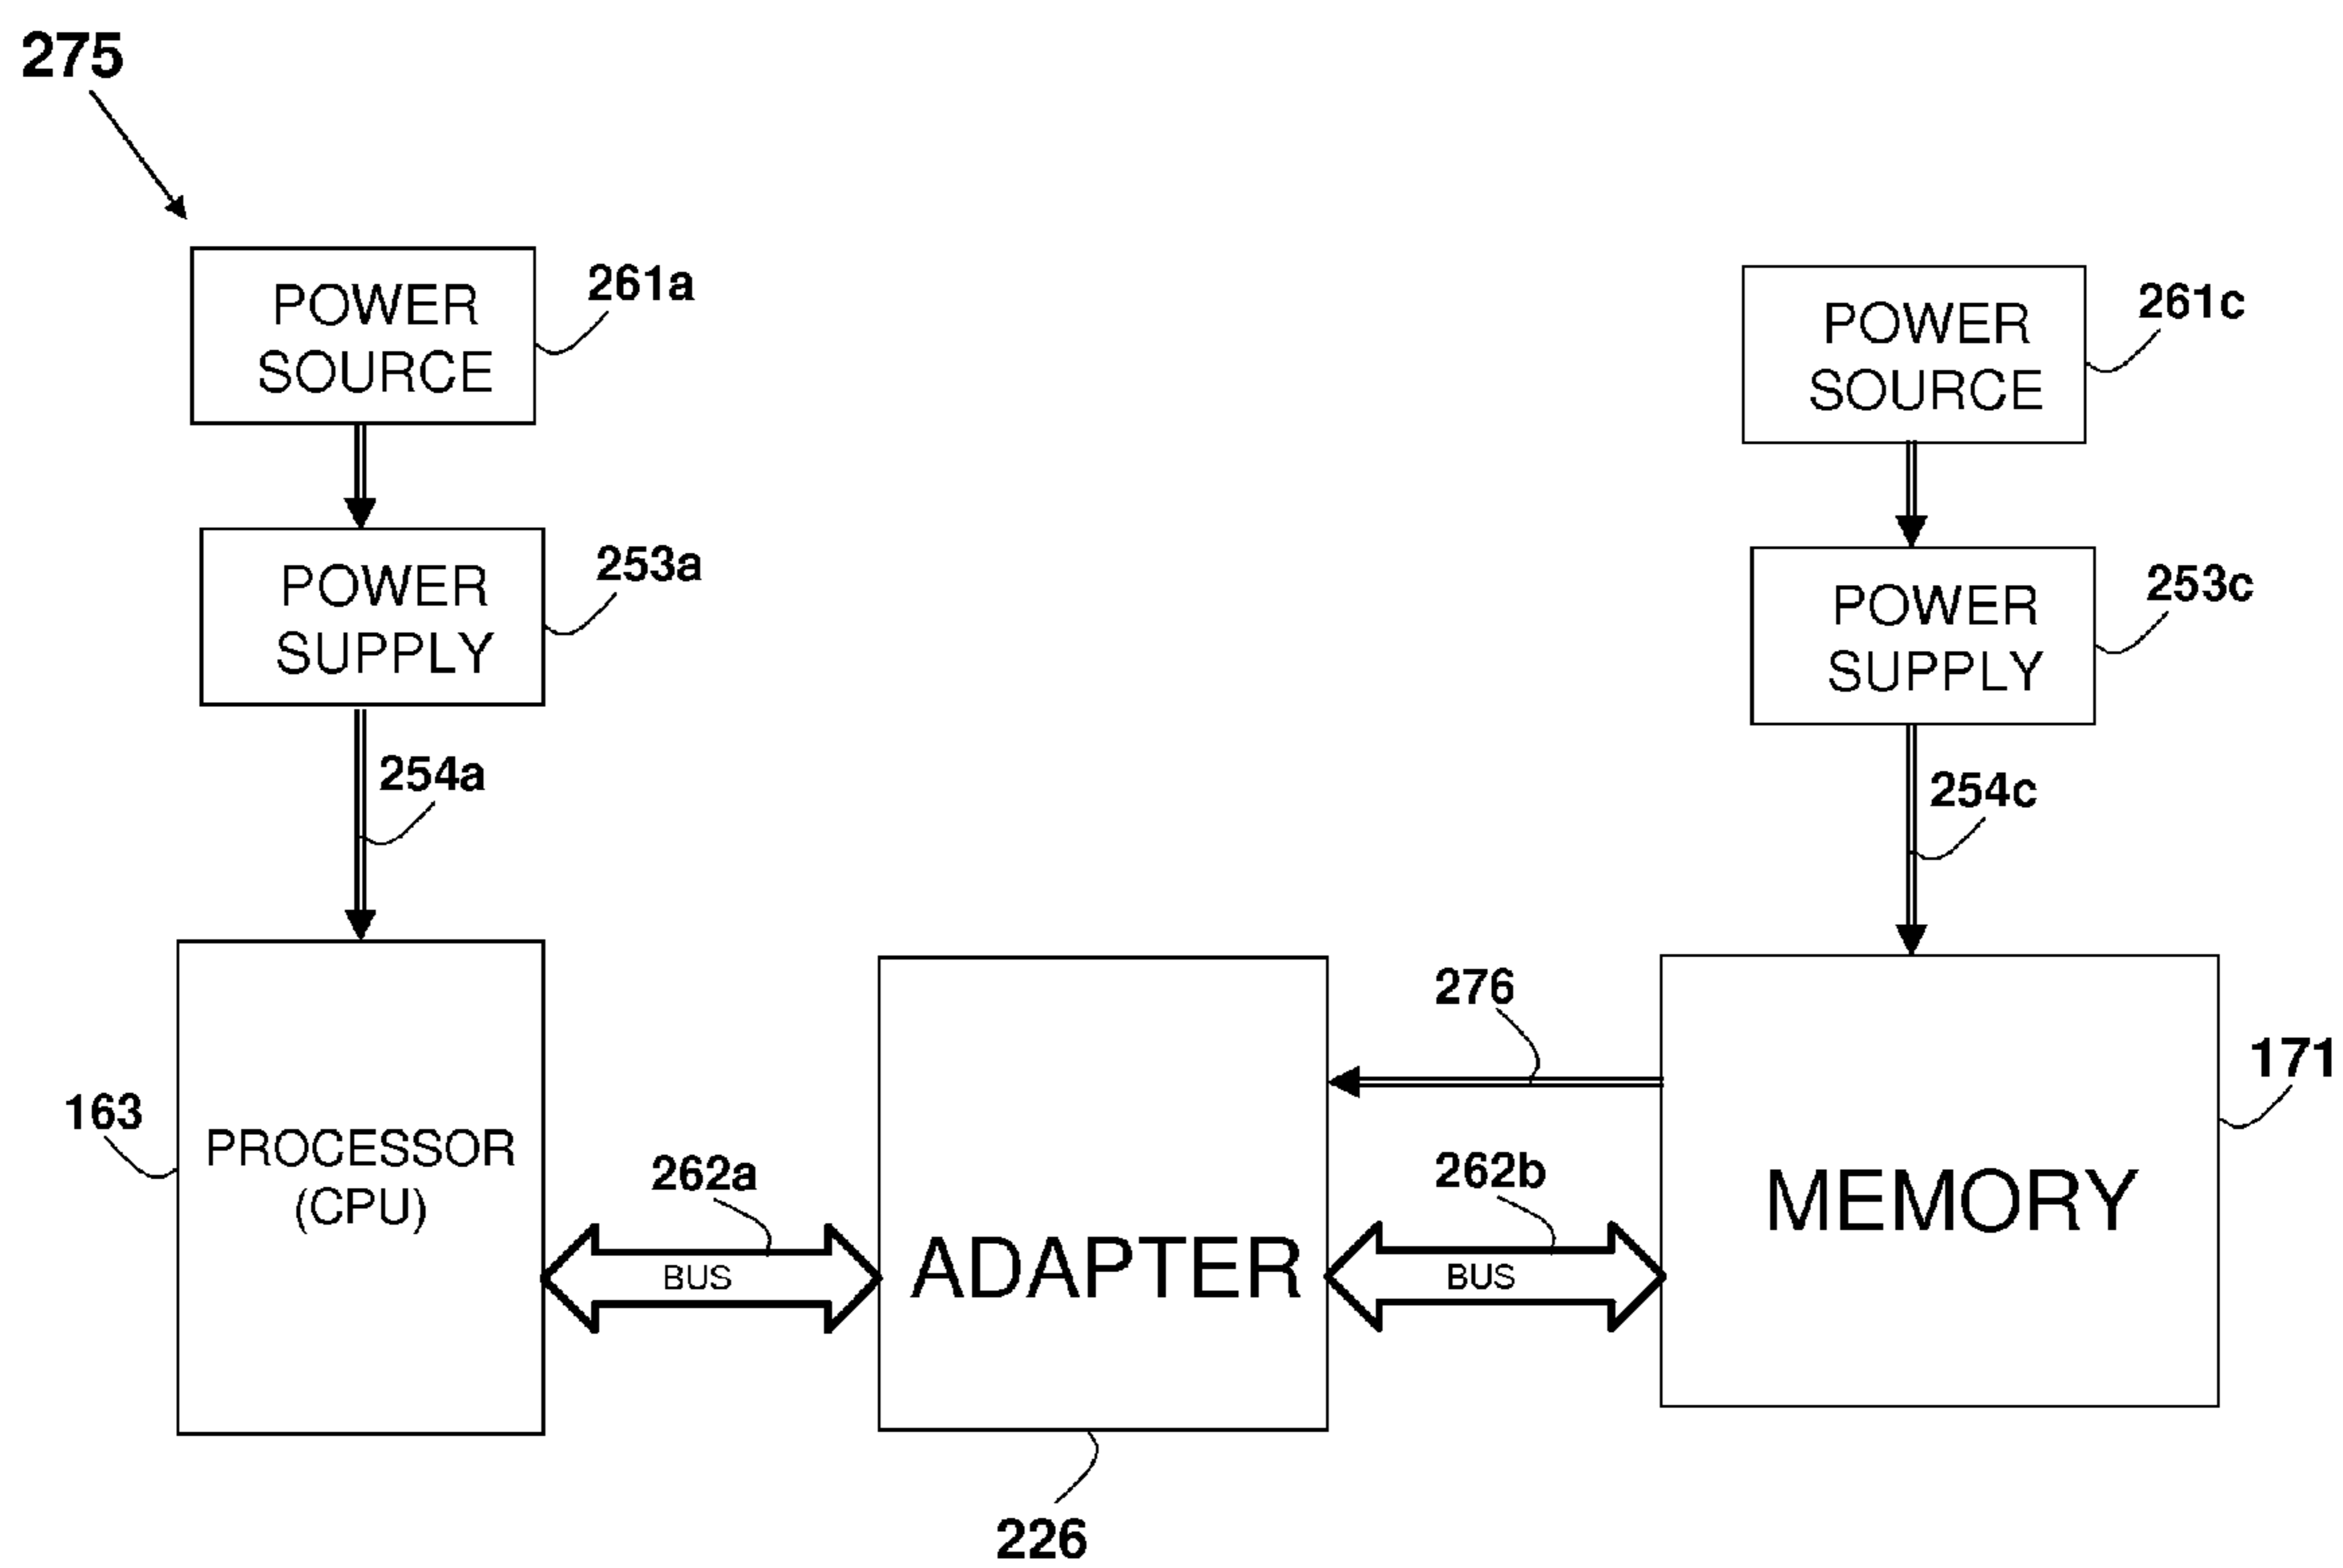 275
POWER
SOURCE
261a
POWER
SOURCE
261c
POWER
SUPPLY
253a
POWER
SUPPLY
253c
254a
254c
276
171
163
PROCESSOR
(CPU)
262a
BUS
ADAPTER
262b
BUS
MEMORY
226